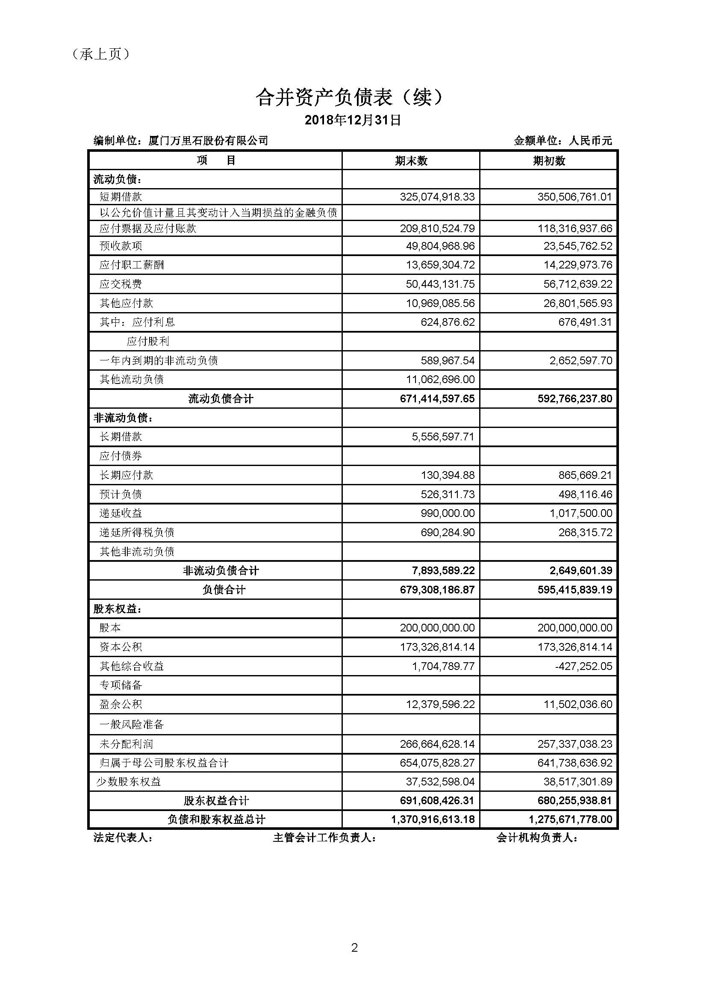 （承上页）
合并资产负债表（续）
2018年12月31日
编制单位：厦门万里石股份有限公司 金额单位：人民币元
项 目 期末数 期初数
流动负债：
短期借款 325,074,918.33 350,506,761.01
以公允价值计量且其变动计入当期损益的金融负债
应付票据及应付账款 209,810,524.79 118,316,937.66
预收款项 49,804,968.96 23,545,762.52
应付职工薪酬 13,659,304.72 14,229,973.76
应交税费 50,443,131.75 56,712,639.22
其他应付款 10,969,085.56 26,801,565.93
其中：应付利息 624,876.62 676,491.31
应付股利
一年内到期的非流动负债 589,967.54 2,652,597.70
其他流动负债 11,062,696.00
流动负债合计 671,414,597.65 592,766,237.80
非流动负债：
长期借款 5,556,597.71
应付债券
长期应付款 130,394.88 865,669.21
预计负债 526,311.73 498,116.46
递延收益 990,000.00 1,017,500.00
递延所得税负债 690,284.90 268,315.72
其他非流动负债
非流动负债合计 7,893,589.22 2,649,601.39
负债合计 679,308,186.87 595,415,839.19
股东权益：
股本 200,000,000.00 200,000,000.00
资本公积 173,326,814.14 173,326,814.14
其他综合收益 1,704,789.77 -427,252.05
专项储备
盈余公积 12,379,596.22 11,502,036.60
一般风险准备
未分配利润 266,664,628.14 257,337,038.23
归属于母公司股东权益合计 654,075,828.27 641,738,636.92
少数股东权益 37,532,598.04 38,517,301.89
股东权益合计 691,608,426.31 680,255,938.81
负债和股东权益总计 1,370,916,613.18 1,275,671,778.00
法定代表人： 主管会计工作负责人： 会计机构负责人：
2